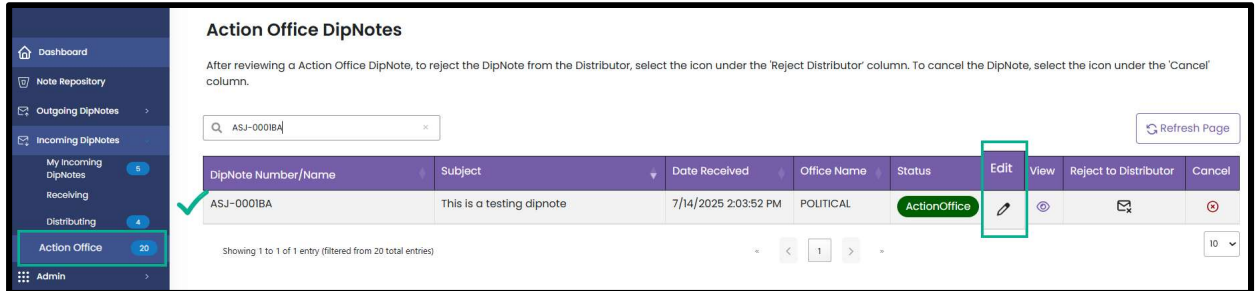 Action Office DipNotes
Dashboard
After reviewing a Action Office DipNote, to reject the DipNote from the Distributor, select the icon under the 'Reject Distributor' column. To cancel the DipNote, select the icon under the 'Cancel'
column.
Note Repository
Outgoing DipNotes
Incoming DipNotes
My Incoming
DipNotes 5
Receiving
Distributing 4
Action Office 20
Admin
ASJ-0001BA
Refresh Page
DipNote Number/Name Subject Date Received Office Name Status Edit View Reject to Distributor Cancel
ASJ-0001BA This is a testing dipnote 7/14/2025 2:03:52 PM POLITICAL ActionOffice
Showing 1 to 1 of 1 entry (filtered from 20 total entries) « < 1 > » 10